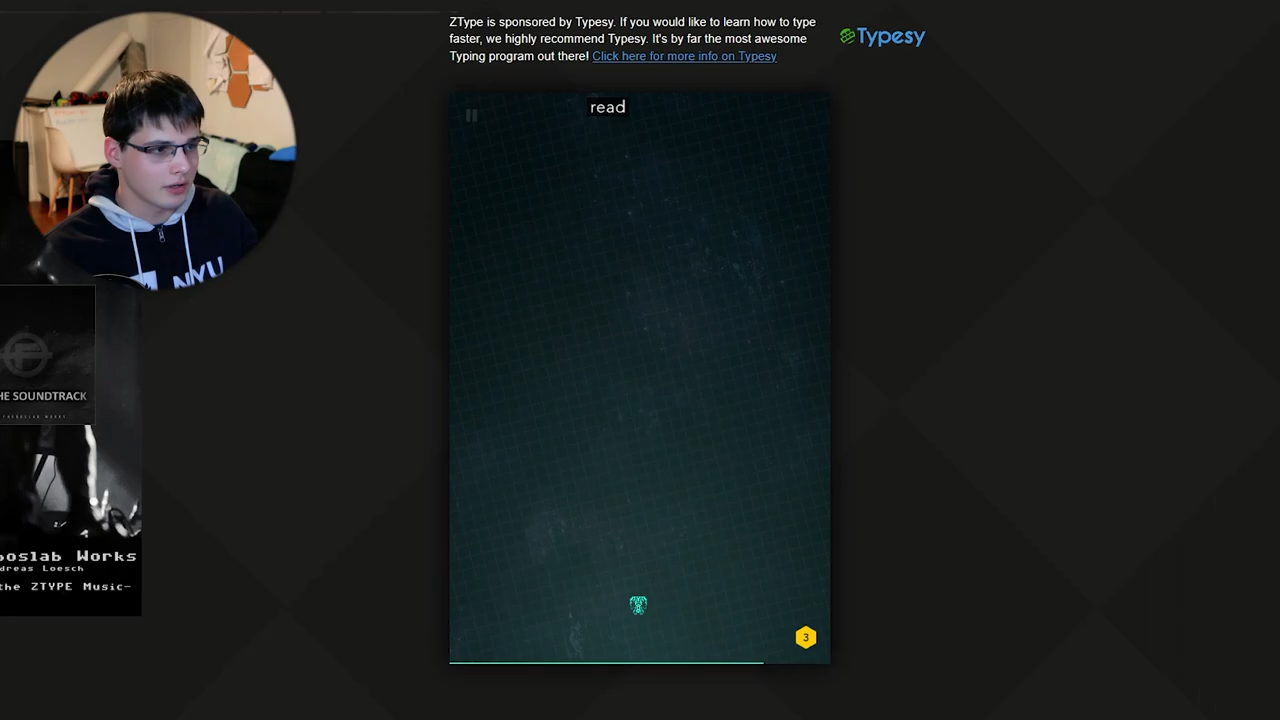 ZType is sponsored by Typesy. If you would like to learn how to type
faster, we highly recommend Typesy. It's by far the most awesome
Typing program out there! Click here for more info on Typesy
Typesy
read
NYU
HE SOUNDTRACK
oslab Works
dreas Loesch
the ZTYPE Music-
3